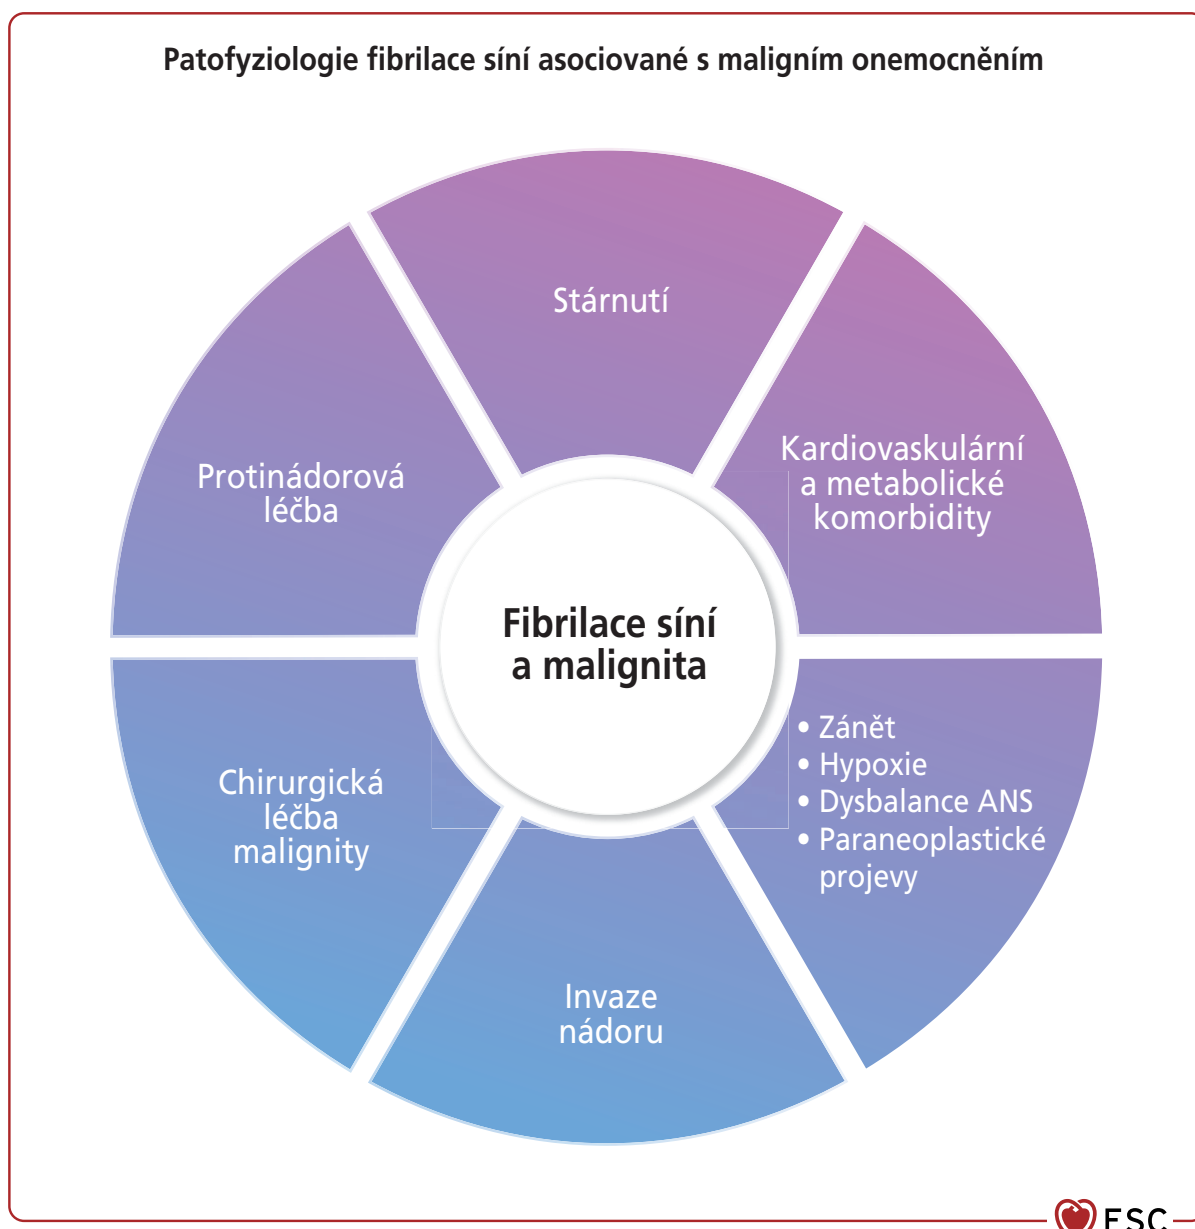 Patofyziologie fibrilace síní asociované s maligním onemocněním
Stárnutí
Kardiovaskulární
a metabolické
komorbidity
Protinádorová
léčba
Fibrilace síní
a malignita
• Zánět
• Hypoxie
• Dysbalance ANS
• Paraneoplastické
projevy
Chirurgická
léčba
malignity
Invaze
nádoru
ESC